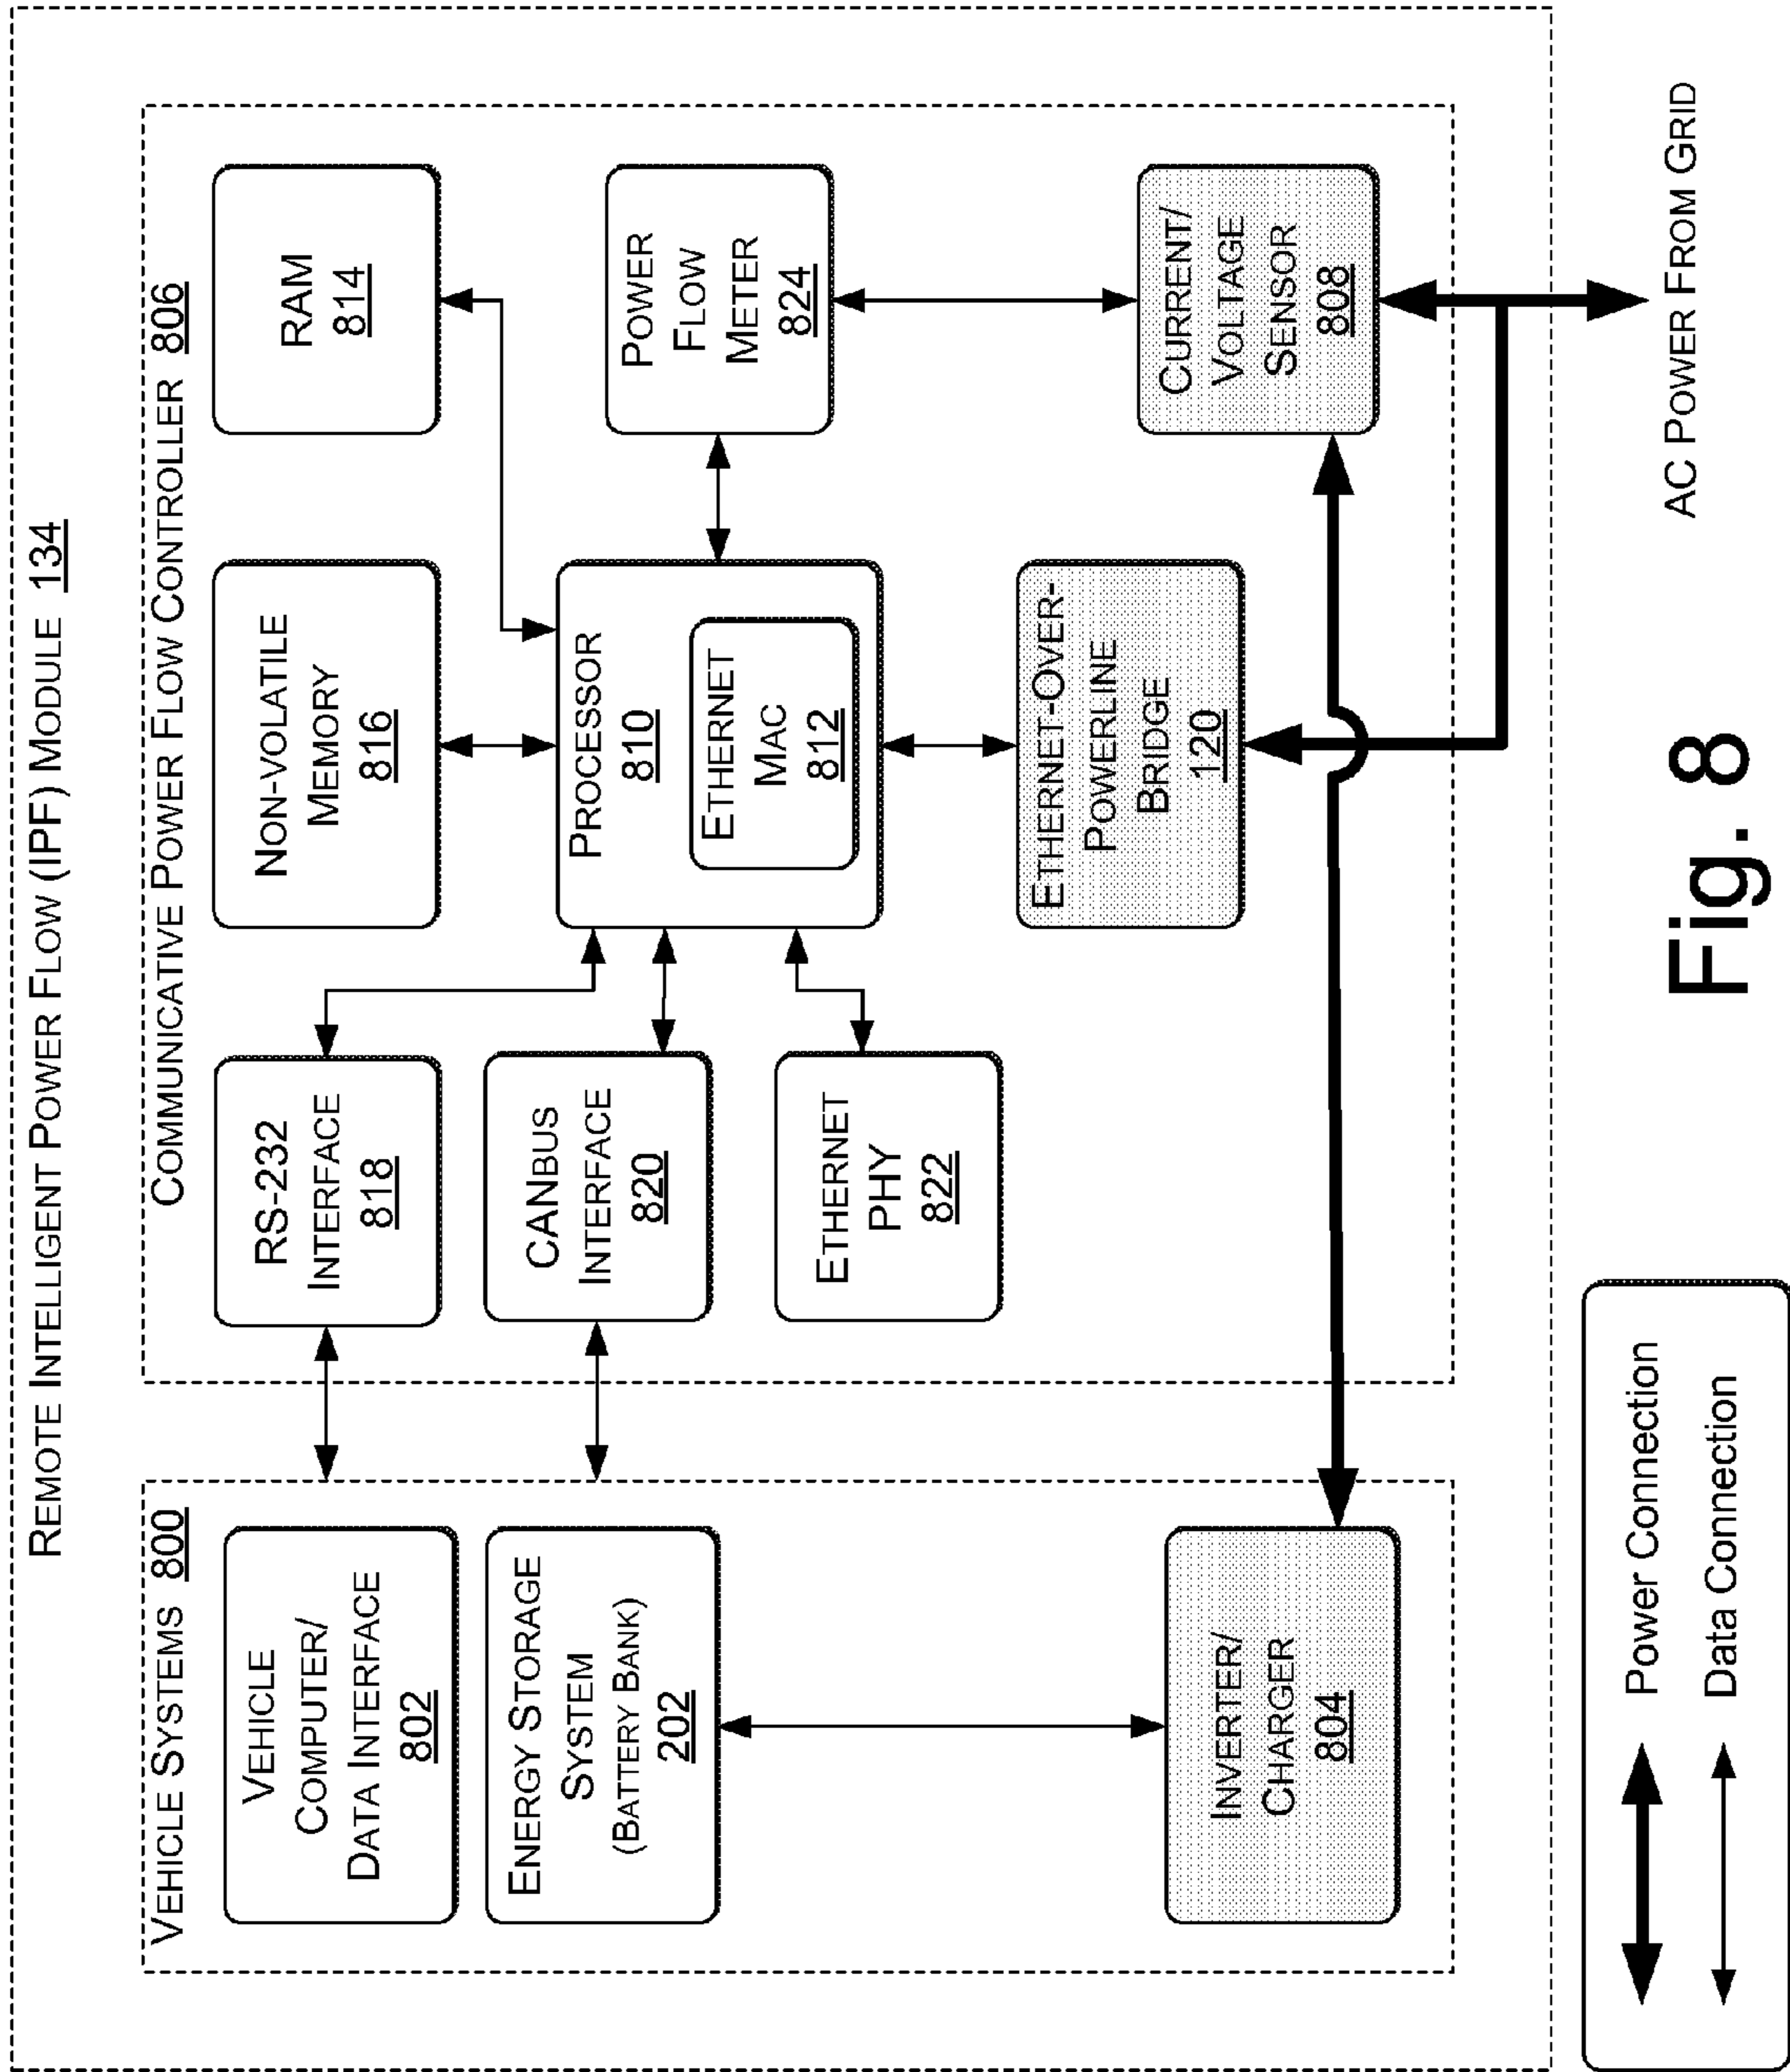 REMOTE INTELLIGENT POWER FLOW (IPF) MODULE 134
VEHICLE SYSTEMS 800
VEHICLE
COMPUTER/
DATA INTERFACE
802
ENERGY STORAGE
SYSTEM
(BATTERY BANK)
202
INVERTER/
CHARGER
804
COMMUNICATIVE POWER FLOW CONTROLLER 806
RS-232
INTERFACE
818
CANBUS
INTERFACE
820
ETHERNET
PHY
822
NON-VOLATILE
MEMORY
816
PROCESSOR
810
ETHERNET
MAC
812
ETHERNET-OVER-
POWERLINE
BRIDGE
120
RAM
814
POWER
FLOW
METER
824
CURRENT/
VOLTAGE
SENSOR
808
AC POWER FROM GRID
Power Connection
Data Connection
Fig. 8